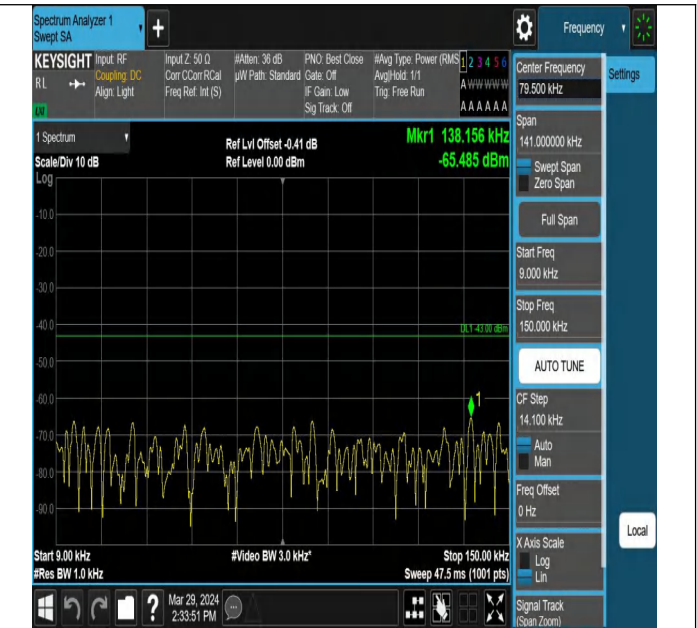 Spectrum Analyzer 1
Swept SA
+
Frequency
KEYSIGHT
RL
Input: RF
Coupling: DC
Align: Light
Input Z: 50 Ω
Corr CCorr RCal
Freq Ref: Int (S)
#Atten: 36 dB
µW Path: Standard
PNO: Best Close
Gate: Off
IF Gain: Low
Sig Track: Off
#Avg Type: Power (RMS
Avg|Hold: 1/1
Trig: Free Run
1 2 3 4 5 6
A W W W W W
A A A A A A
1 Spectrum
Scale/Div 10 dB
Log
Ref Lvl Offset -0.41 dB
Ref Level 0.00 dBm
Mkr1 138.156 kHz
-65.485 dBm
-10.0
-20.0
-30.0
-40.0
DL1 -43.00 dBm
-50.0
-60.0
1
-70.0
-80.0
-90.0
Start 9.00 kHz
#Res BW 1.0 kHz
#Video BW 3.0 kHz*
Stop 150.00 kHz
Sweep 47.5 ms (1001 pts)
?
Mar 29, 2024
2:33:51 PM
Center Frequency
79.500 kHz
Settings
Span
141.000000 kHz
Swept Span
Zero Span
Full Span
Start Freq
9.000 kHz
Stop Freq
150.000 kHz
AUTO TUNE
CF Step
14.100 kHz
Auto
Man
Freq Offset
0 Hz
X Axis Scale
Log
Lin
Local
Signal Track
(Span Zoom)